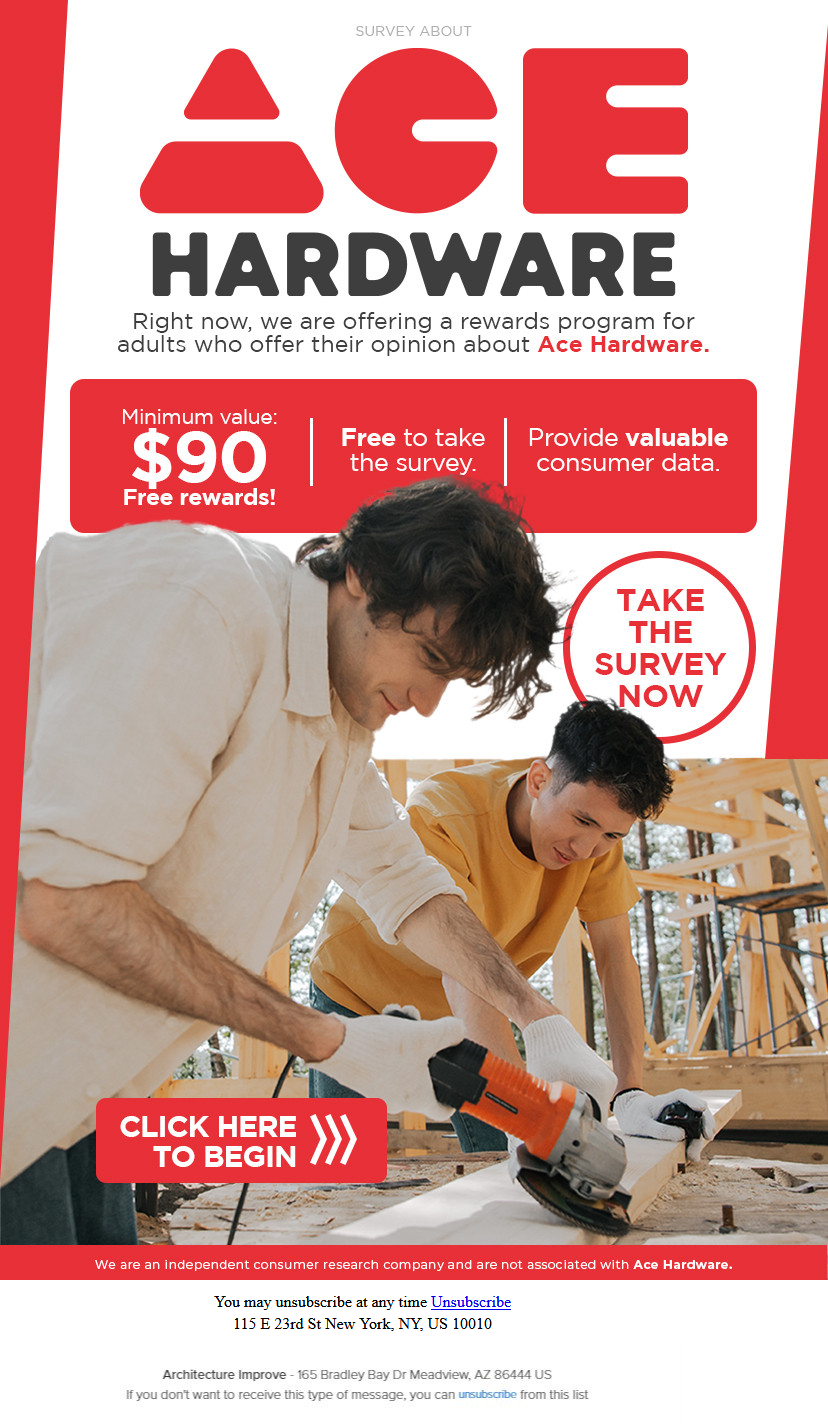 SURVEY ABOUT
ACE
HARDWARE
Right now, we are offering a rewards program for
adults who offer their opinion about Ace Hardware.
Minimum value:
$90
Free rewards!
Free to take
the survey.
Provide valuable
consumer data.
TAKE
THE
SURVEY
NOW
CLICK HERE
TO BEGIN
We are an independent consumer research company and are not associated with Ace Hardware.
You may unsubscribe at any time Unsubscribe
115 E 23rd St New York, NY, US 10010
Architecture Improve - 165 Bradley Bay Dr Meadview, AZ 86444 US
If you don't want to receive this type of message, you can unsubscribe from this list